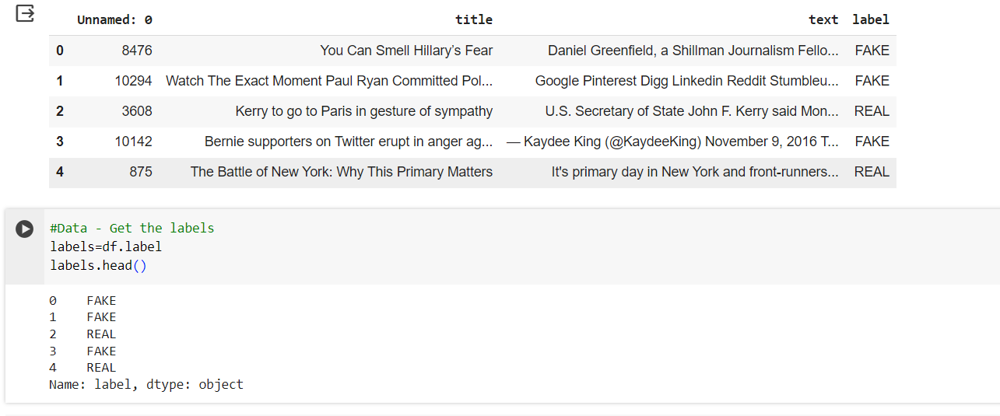 Unnamed: 0 title text label
0 8476 You Can Smell Hillary’s Fear Daniel Greenfield, a Shillman Journalism Fello... FAKE
1 10294 Watch The Exact Moment Paul Ryan Committed Pol... Google Pinterest Digg Linkedin Reddit Stumbleu... FAKE
2 3608 Kerry to go to Paris in gesture of sympathy U.S. Secretary of State John F. Kerry said Mon... REAL
3 10142 Bernie supporters on Twitter erupt in anger ag... — Kaydee King (@KaydeeKing) November 9, 2016 T... FAKE
4 875 The Battle of New York: Why This Primary Matters It's primary day in New York and front-runners... REAL
#Data - Get the labels
labels=df.label
labels.head()
0 FAKE
1 FAKE
2 REAL
3 FAKE
4 REAL
Name: label, dtype: object